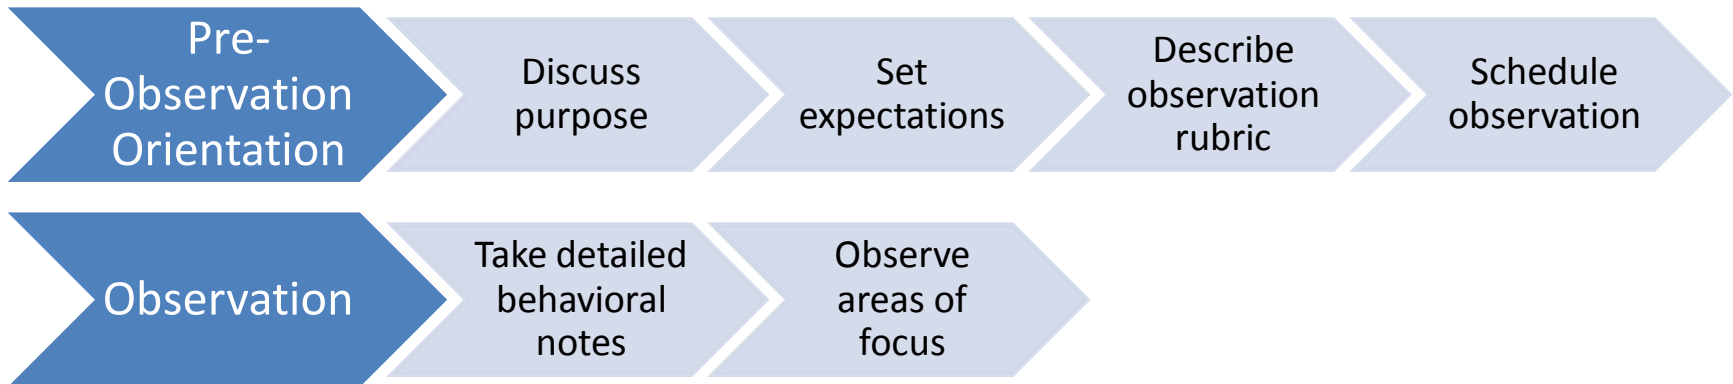 Pre-
Observation
Orientation
Discuss
purpose
Set
expectations
Describe
observation
rubric
Schedule
observation
Observation
Take detailed
behavioral
notes
Observe
areas of
focus